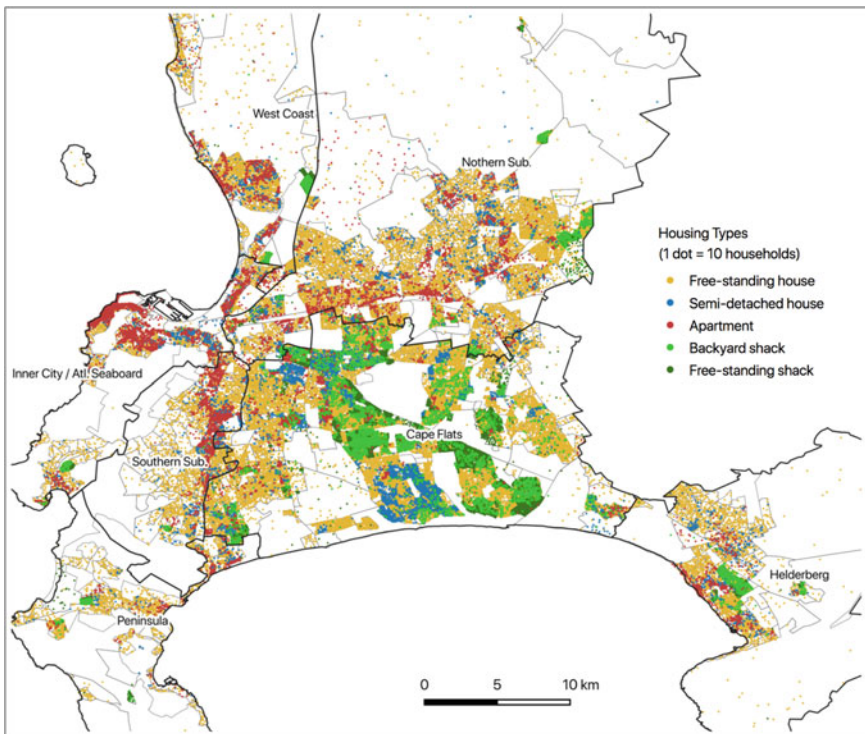 West Coast
Nothern Sub.
Housing Types
(1 dot = 10 households)
Free-standing house
Semi-detached house
Apartment
Backyard shack
Free-standing shack
Inner City / Atl. Seaboard
Cape Flats
Southern Sub.
Helderberg
Peninsula
0 5 10 km